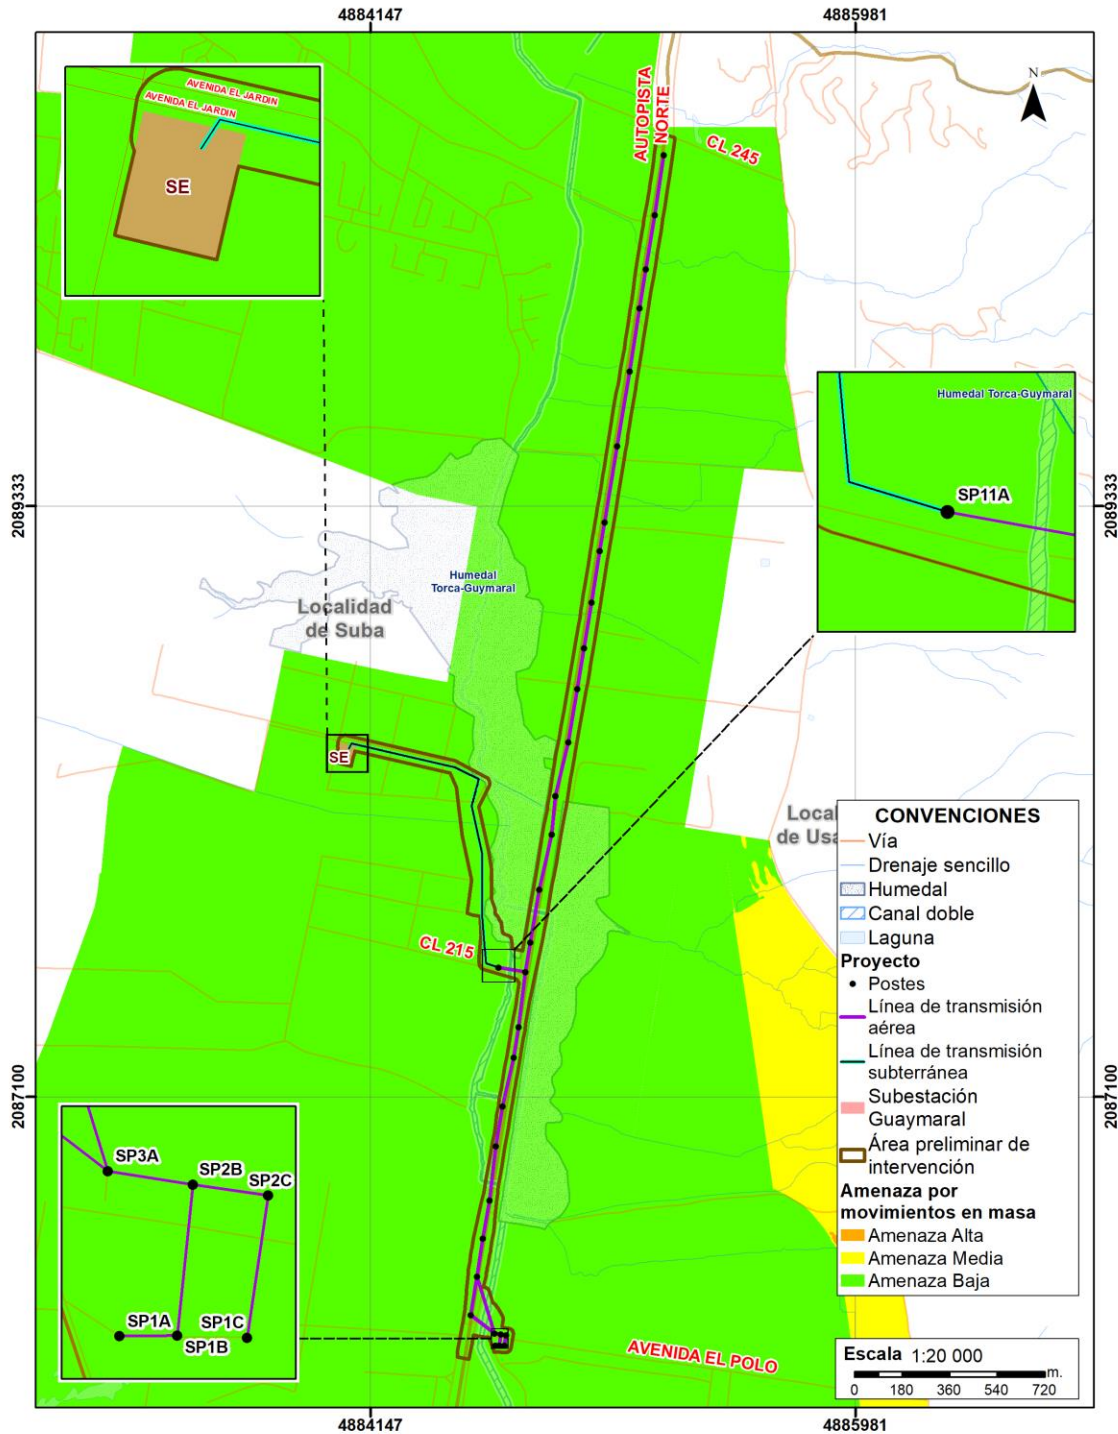 4884147
4885981
AVENIDA EL JARDIN
AVENIDA EL JARDIN
SE
AUTOPISTA
NORTE
CL 245
N
Humedal Torca-Guymaral
SP11A
2089333
2089333
Humedal
Torca-Guymaral
Localidad
de Suba
SE
CL 215
Local
de Usa
CONVENCIONES
Vía
Drenaje sencillo
Humedal
Canal doble
Laguna
Proyecto
Postes
Línea de transmisión
aérea
Línea de transmisión
subterránea
Subestación
Guaymaral
Área preliminar de
intervención
Amenaza por
movimientos en masa
Amenaza Alta
Amenaza Media
Amenaza Baja
2087100
2087100
SP3A
SP2B
SP2C
SP1A
SP1B
SP1C
AVENIDA EL POLO
Escala 1:20 000
m.
0 180 360 540 720
4884147
4885981